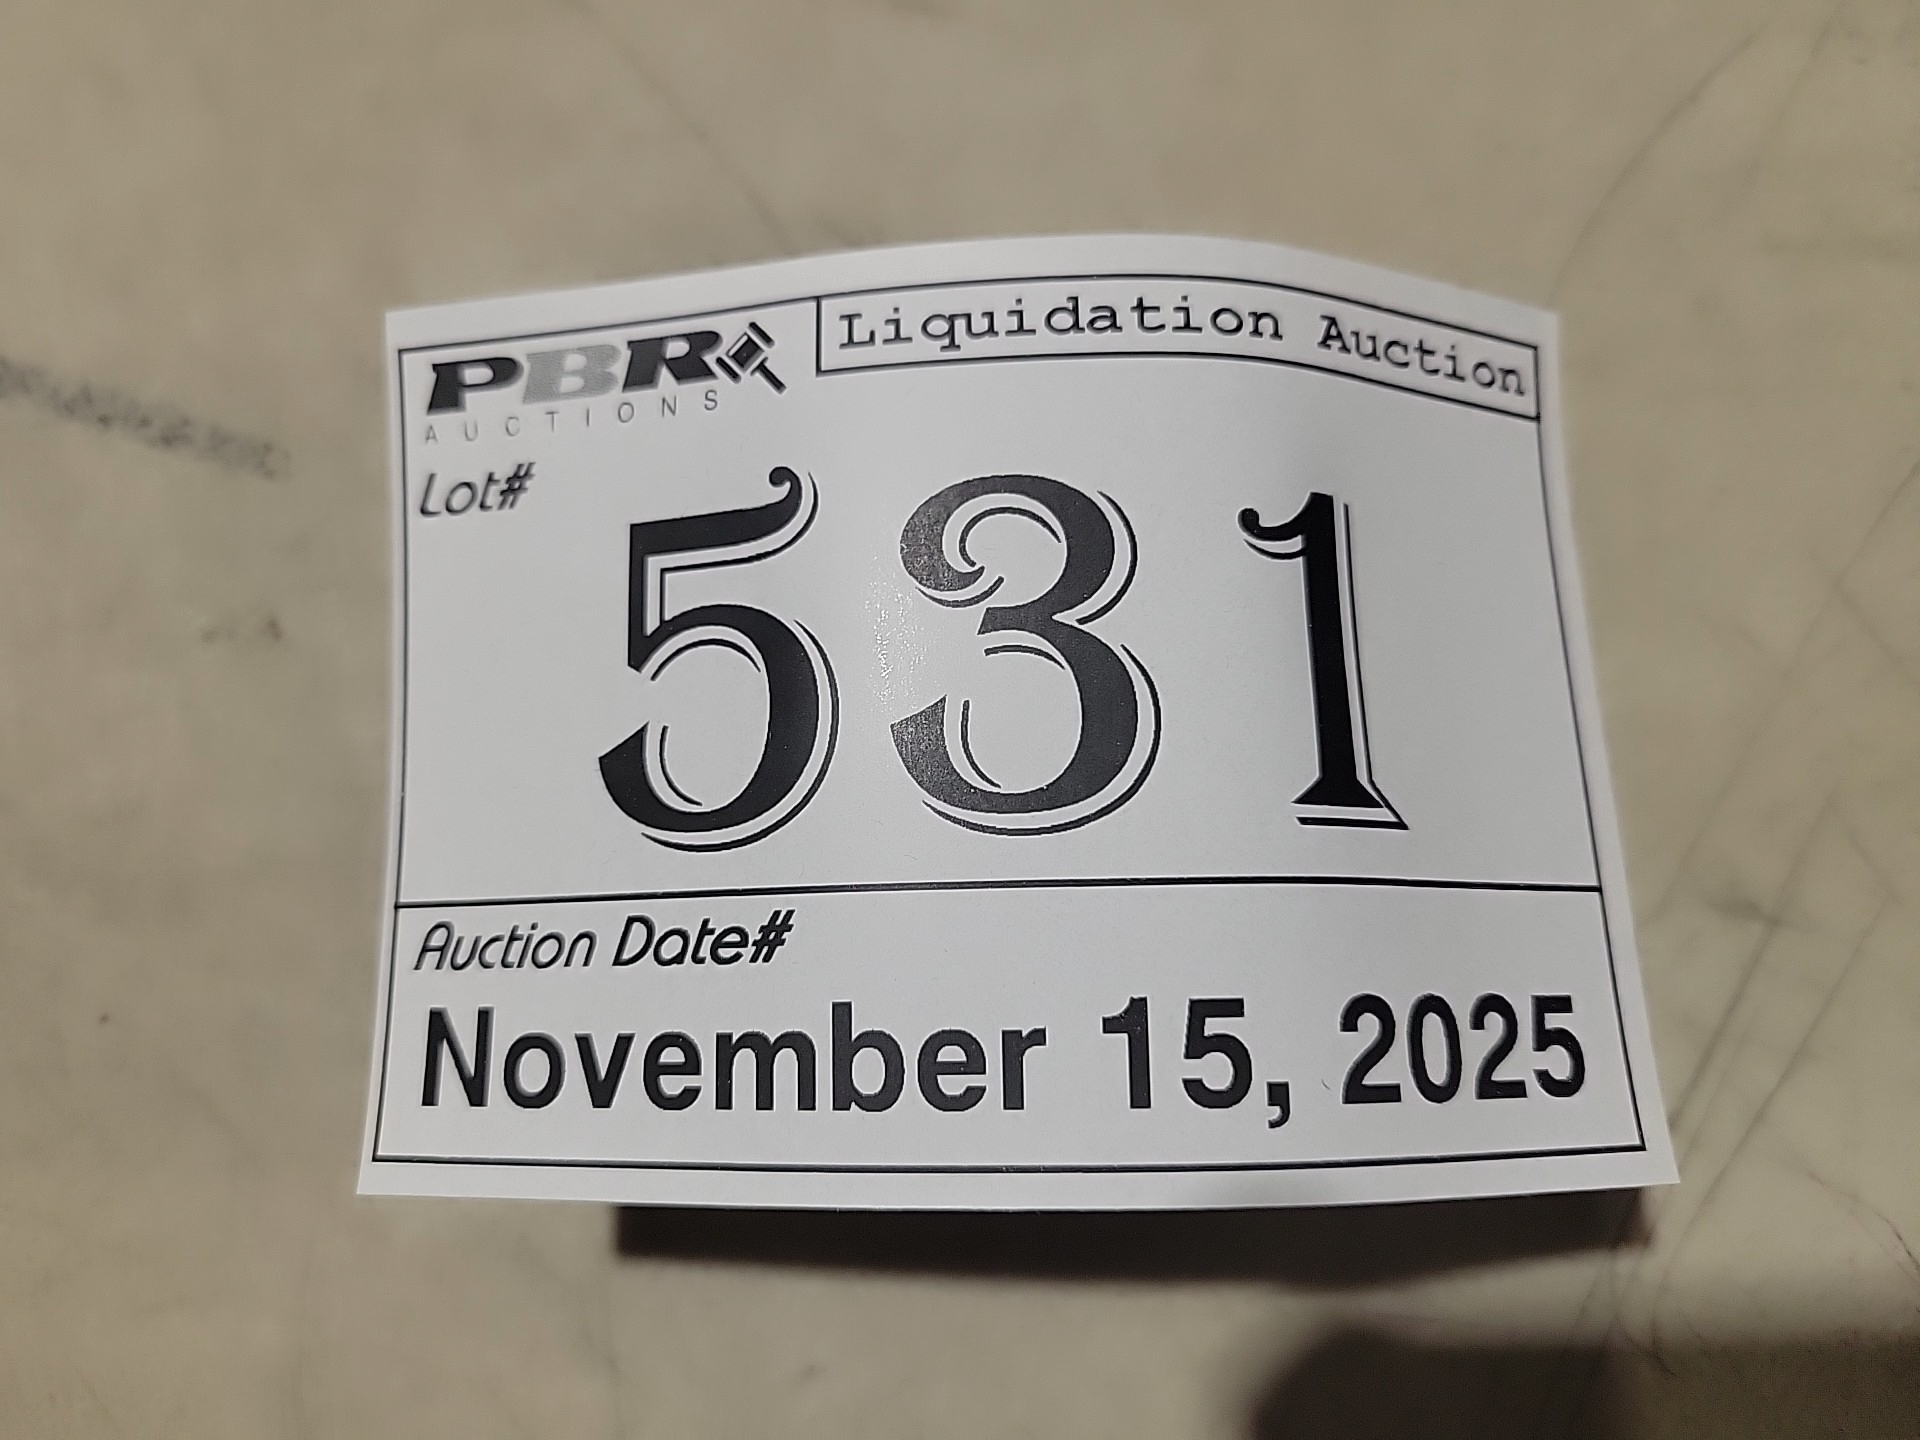 PBR
AUCTIONS
Liquidation Auction
Lot#
531
Auction Date#
November 15, 2025